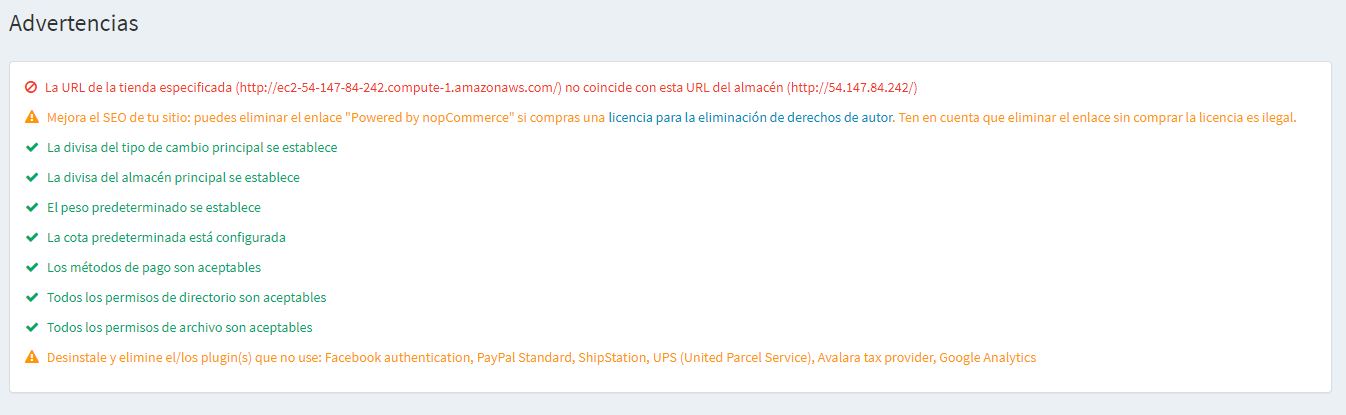 Advertencias
La URL de la tienda especificada (http://ec2-54-147-84-242.compute-1.amazonaws.com/) no coincide con esta URL del almacén (http://54.147.84.242/)
Mejora el SEO de tu sitio: puedes eliminar el enlace "Powered by nopCommerce" si compras una licencia para la eliminación de derechos de autor. Ten en cuenta que eliminar el enlace sin comprar la licencia es ilegal.
La divisa del tipo de cambio principal se establece
La divisa del almacén principal se establece
El peso predeterminado se establece
La cota predeterminada está configurada
Los métodos de pago son aceptables
Todos los permisos de directorio son aceptables
Todos los permisos de archivo son aceptables
Desinstale y elimine el/los plugin(s) que no use: Facebook authentication, PayPal Standard, ShipStation, UPS (United Parcel Service), Avalara tax provider, Google Analytics